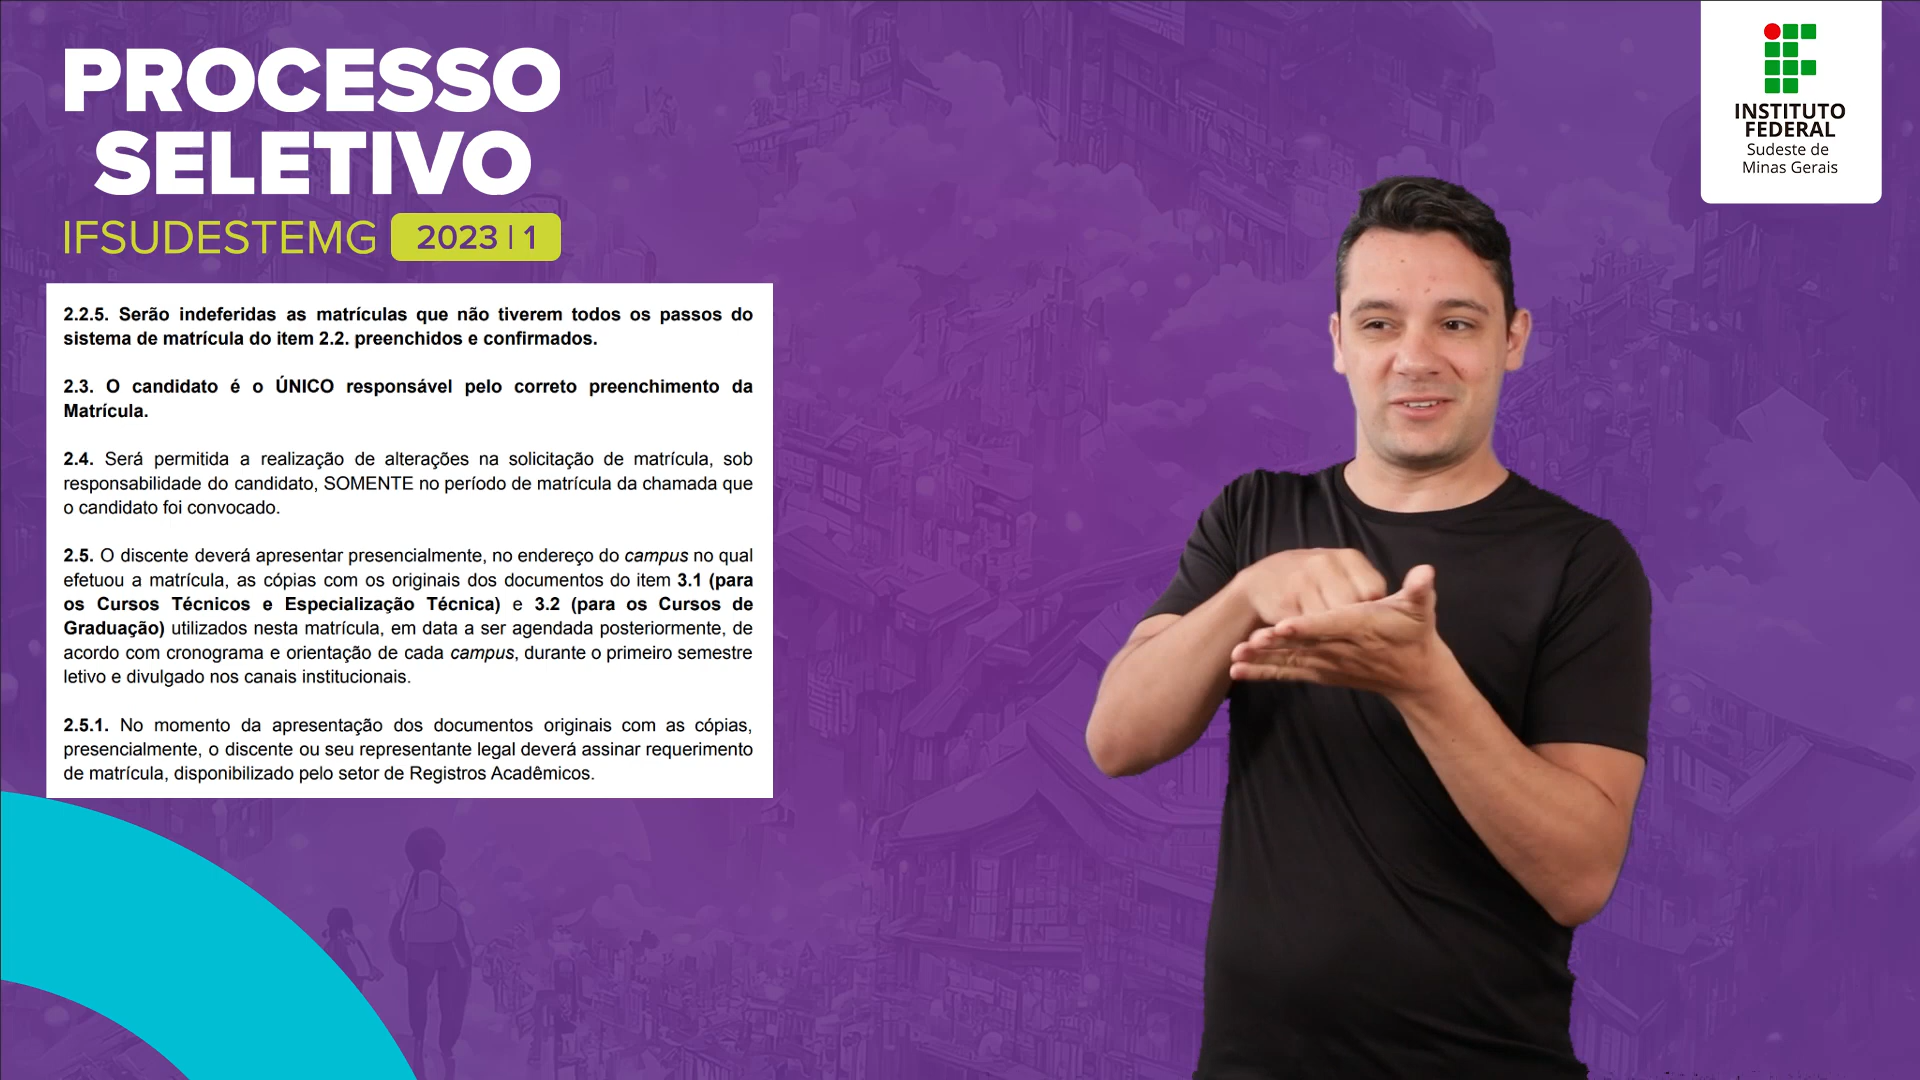 PROCESSO
SELETIVO
IFSUDESTEMG 2023 | 1
INSTITUTO
FEDERAL
Sudeste de
Minas Gerais
2.2.5. Serão indeferidas as matrículas que não tiverem todos os passos do
sistema de matrícula do item 2.2. preenchidos e confirmados.
2.3. O candidato é o ÚNICO responsável pelo correto preenchimento da
Matrícula.
2.4. Será permitida a realização de alterações na solicitação de matrícula, sob
responsabilidade do candidato, SOMENTE no período de matrícula da chamada que
o candidato foi convocado.
2.5. O discente deverá apresentar presencialmente, no endereço do campus no qual
efetuou a matrícula, as cópias com os originais dos documentos do item 3.1 (para
os Cursos Técnicos e Especialização Técnica) e 3.2 (para os Cursos de
Graduação) utilizados nesta matrícula, em data a ser agendada posteriormente, de
acordo com cronograma e orientação de cada campus, durante o primeiro semestre
letivo e divulgado nos canais institucionais.
2.5.1. No momento da apresentação dos documentos originais com as cópias,
presencialmente, o discente ou seu representante legal deverá assinar requerimento
de matrícula, disponibilizado pelo setor de Registros Acadêmicos.